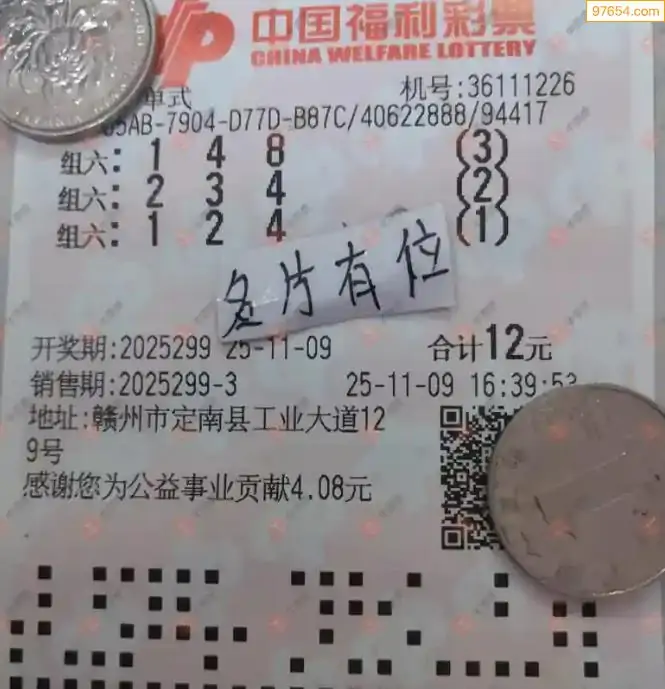 97654.com
中国福利彩票
CHINA WELFARE LOTTERY
单式
机号:36111226
05AB-7904-D77D-B87C/40622888/94417
组六: 1 4 8 (3)
组六: 2 3 4 (2)
组六: 1 2 4 (1)
名片有位
开奖期:2025299 25-11-09 合计12元
销售期:2025299-3 25-11-09 16:39:53
地址:赣州市定南县工业大道12
9号
感谢您为公益事业贡献4.08元